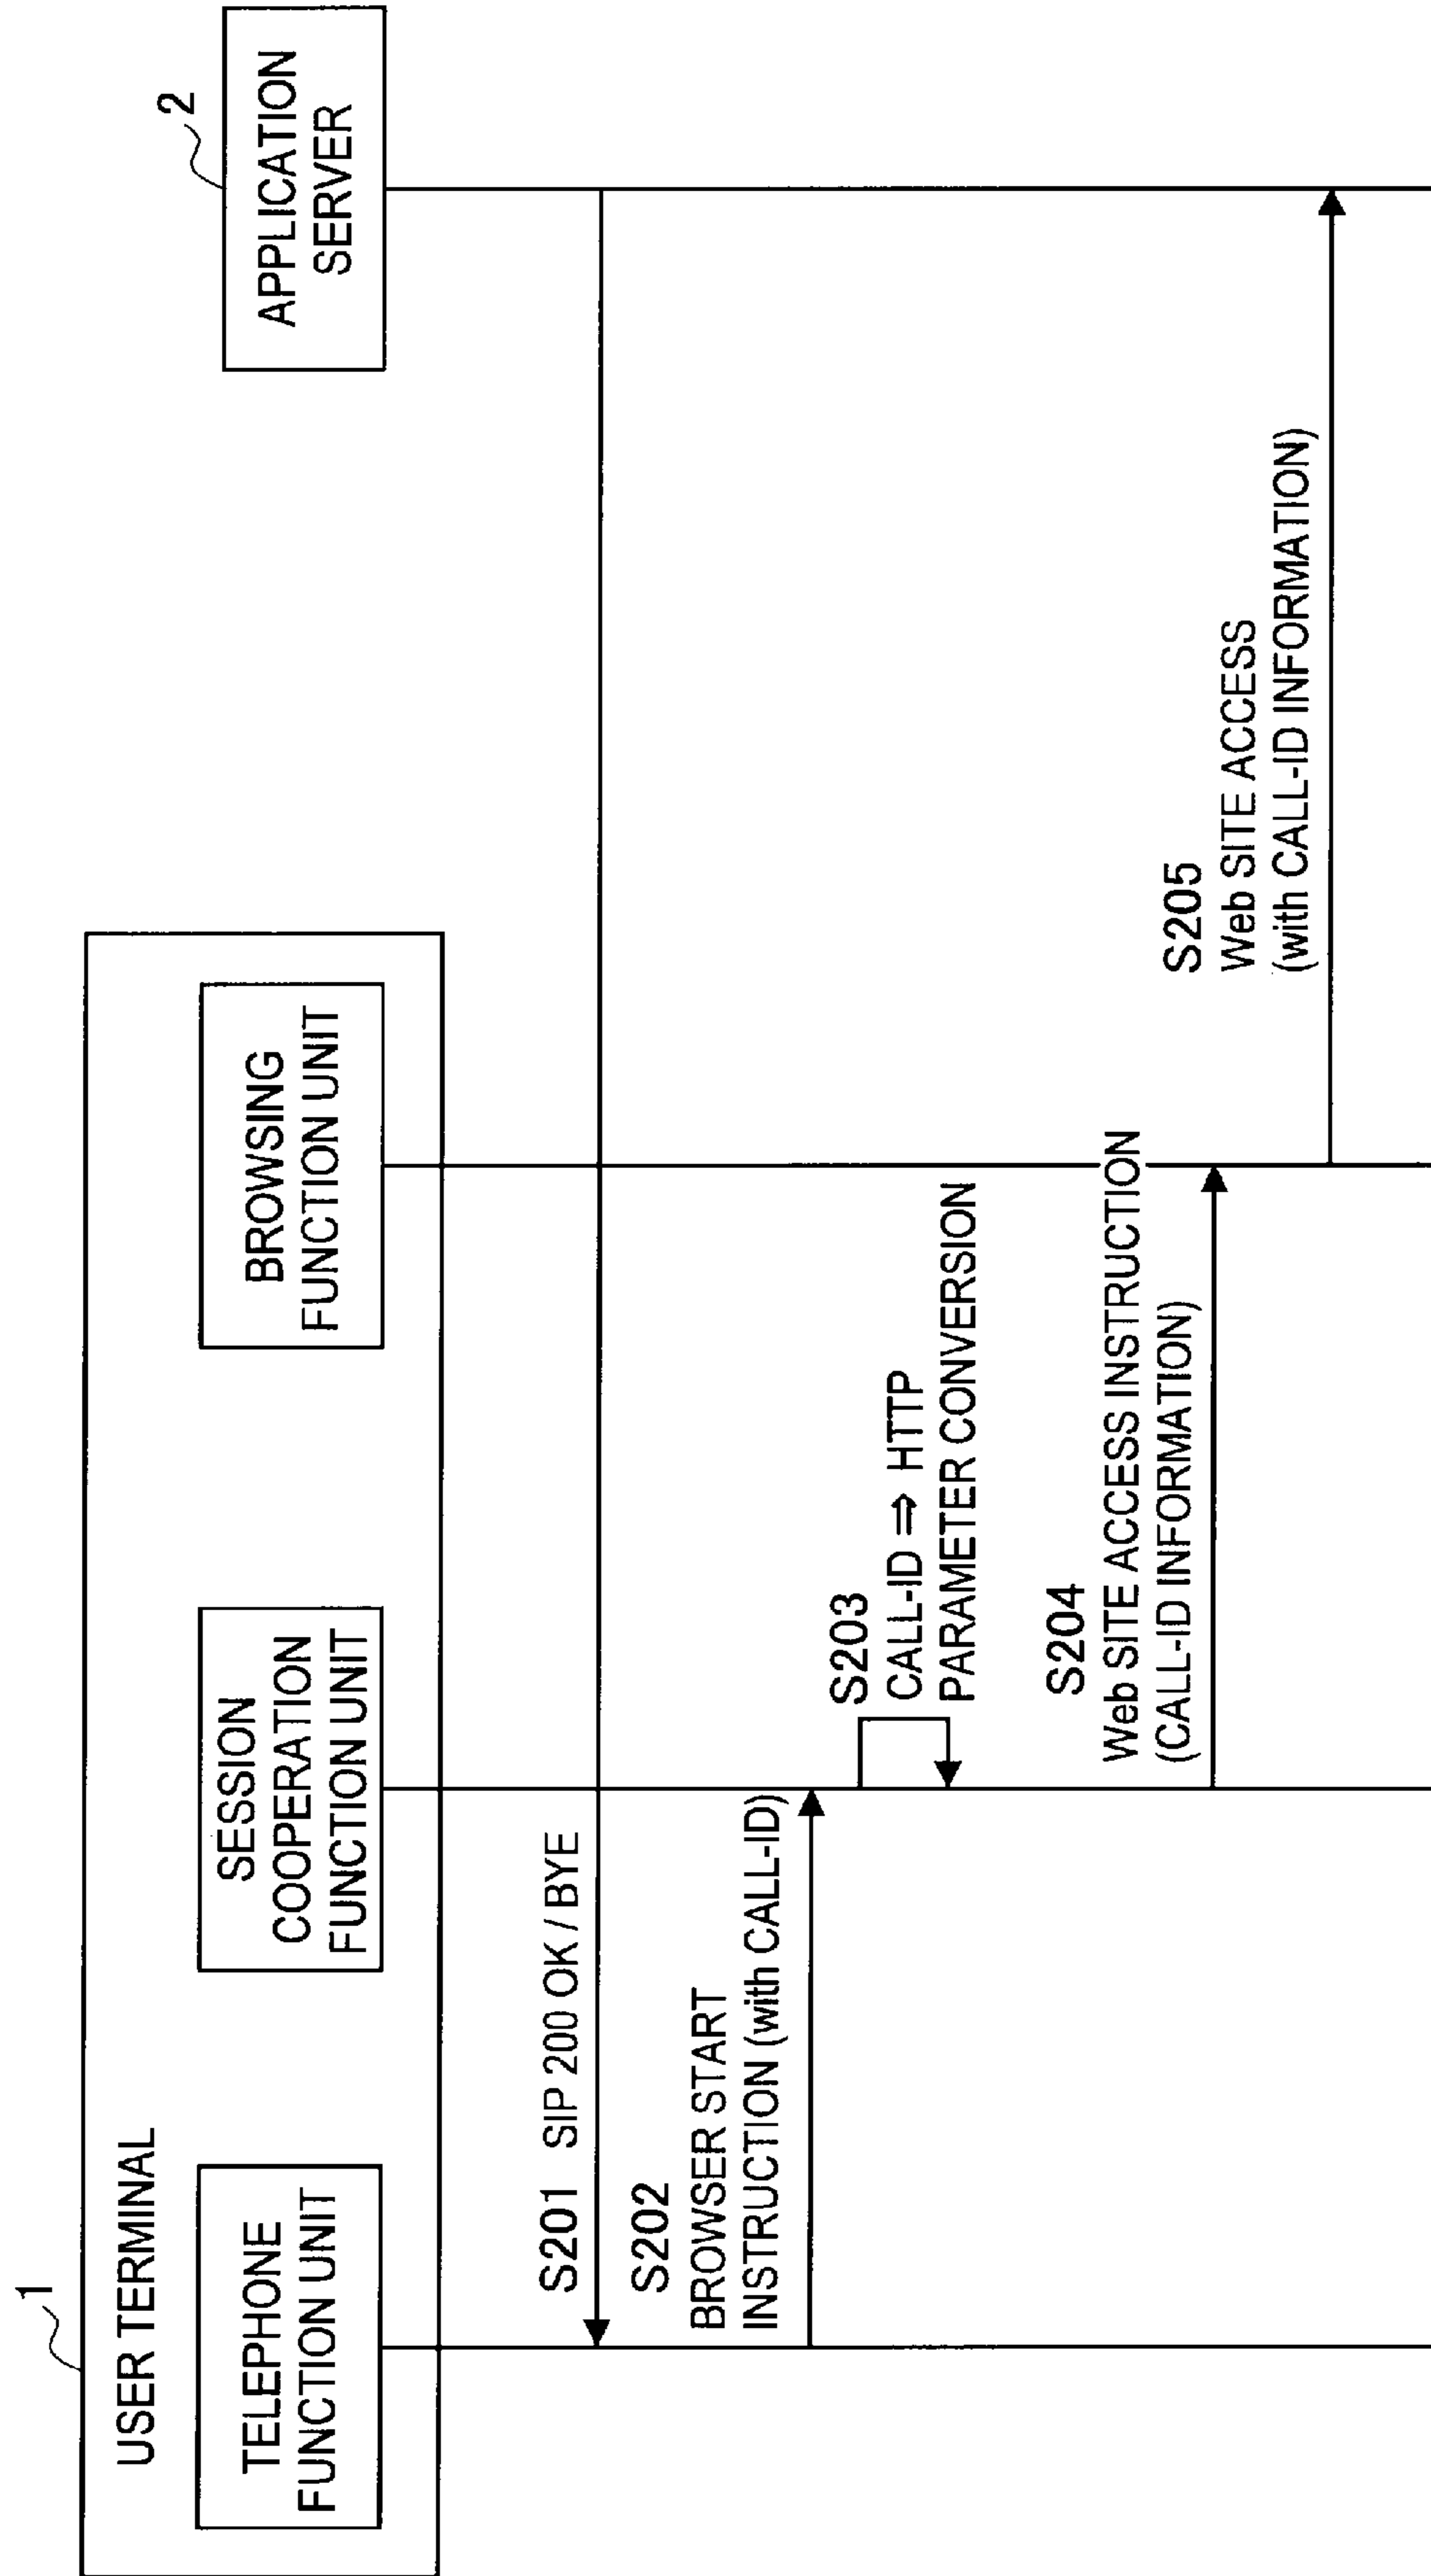 1
USER TERMINAL
TELEPHONE
FUNCTION UNIT
SESSION
COOPERATION
FUNCTION UNIT
BROWSING
FUNCTION UNIT
2
APPLICATION
SERVER
S201 SIP 200 OK / BYE
S202
BROWSER START
INSTRUCTION (with CALL-ID)
S203
CALL-ID ⇒ HTTP
PARAMETER CONVERSION
S204
Web SITE ACCESS INSTRUCTION
(CALL-ID INFORMATION)
S205
Web SITE ACCESS
(with CALL-ID INFORMATION)